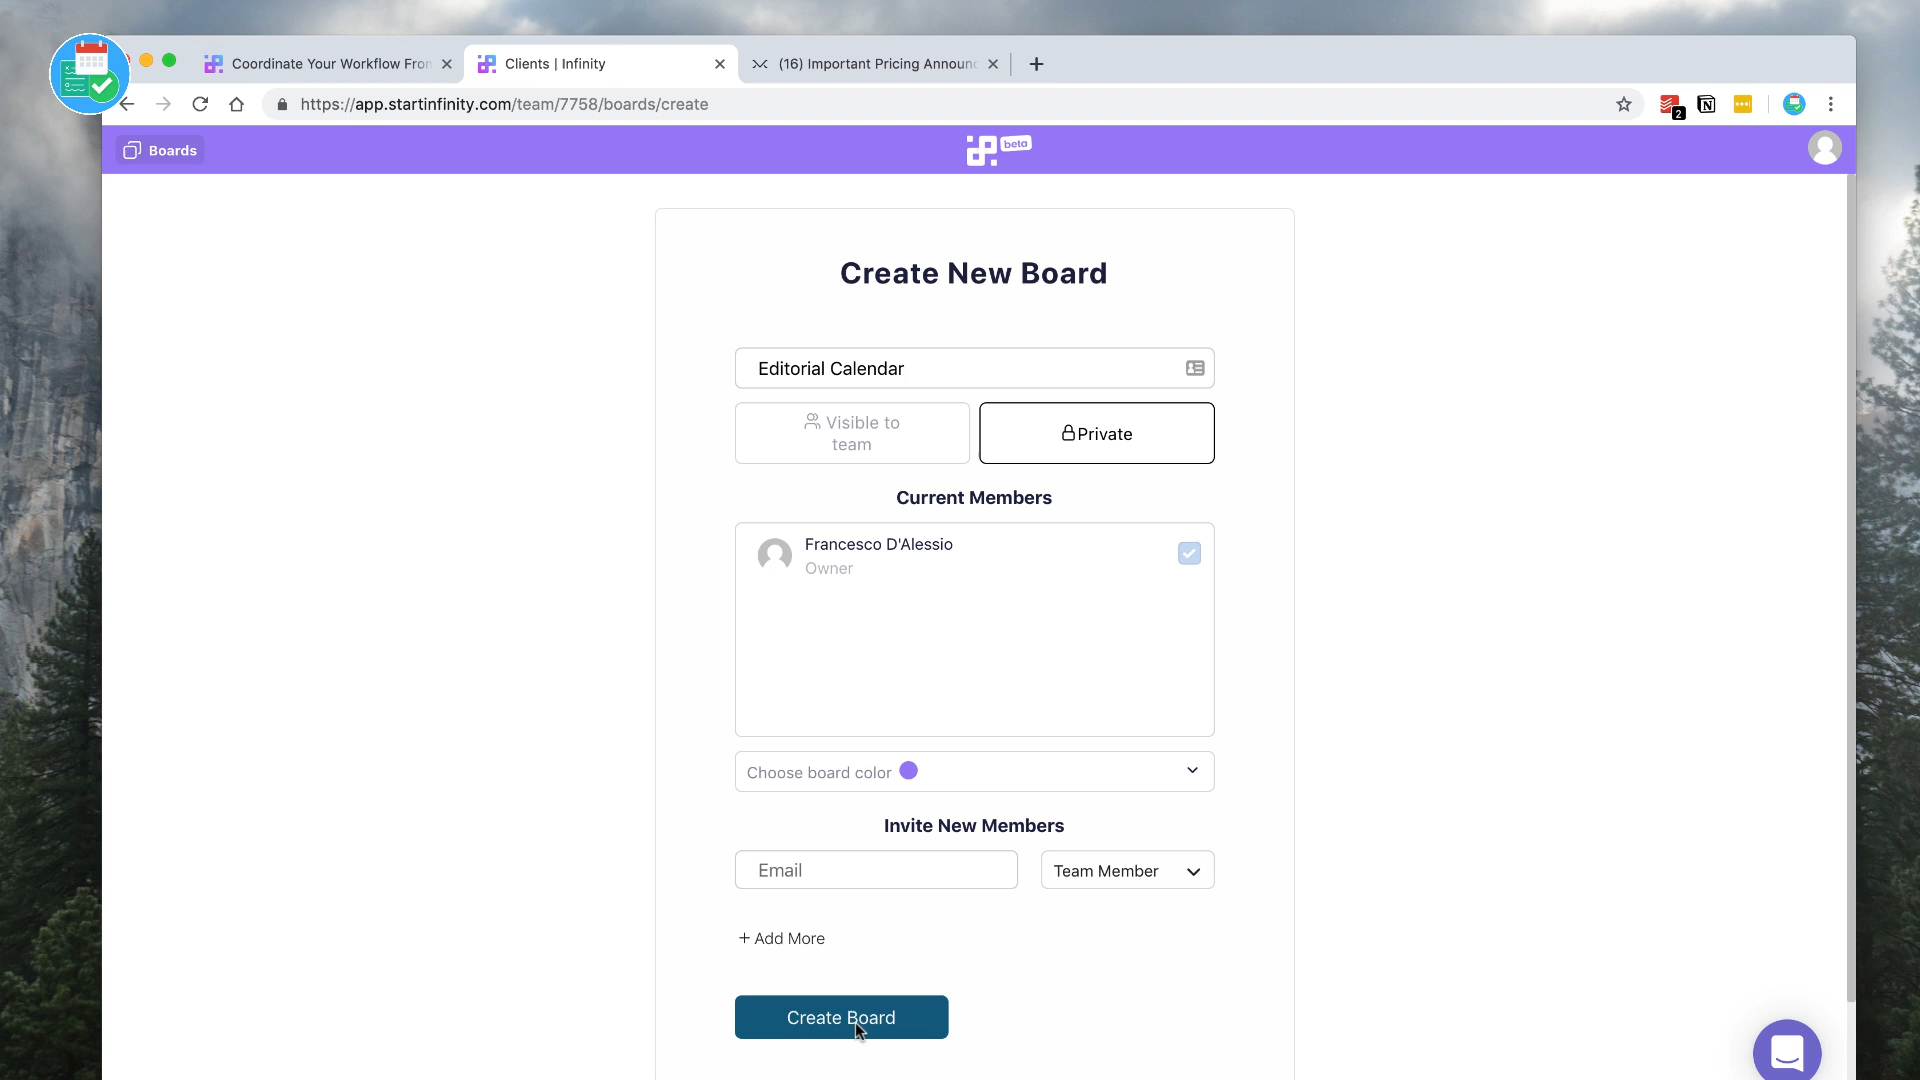 Coordinate Your Workflow From
Clients | Infinity
(16) Important Pricing Announc
https://app.startinfinity.com/team/7758/boards/create
2
Boards
beta
Create New Board
Editorial Calendar
Visible to
team
Private
Current Members
Francesco D'Alessio
Owner
Choose board color
Invite New Members
Email
Team Member
+ Add More
Create Board